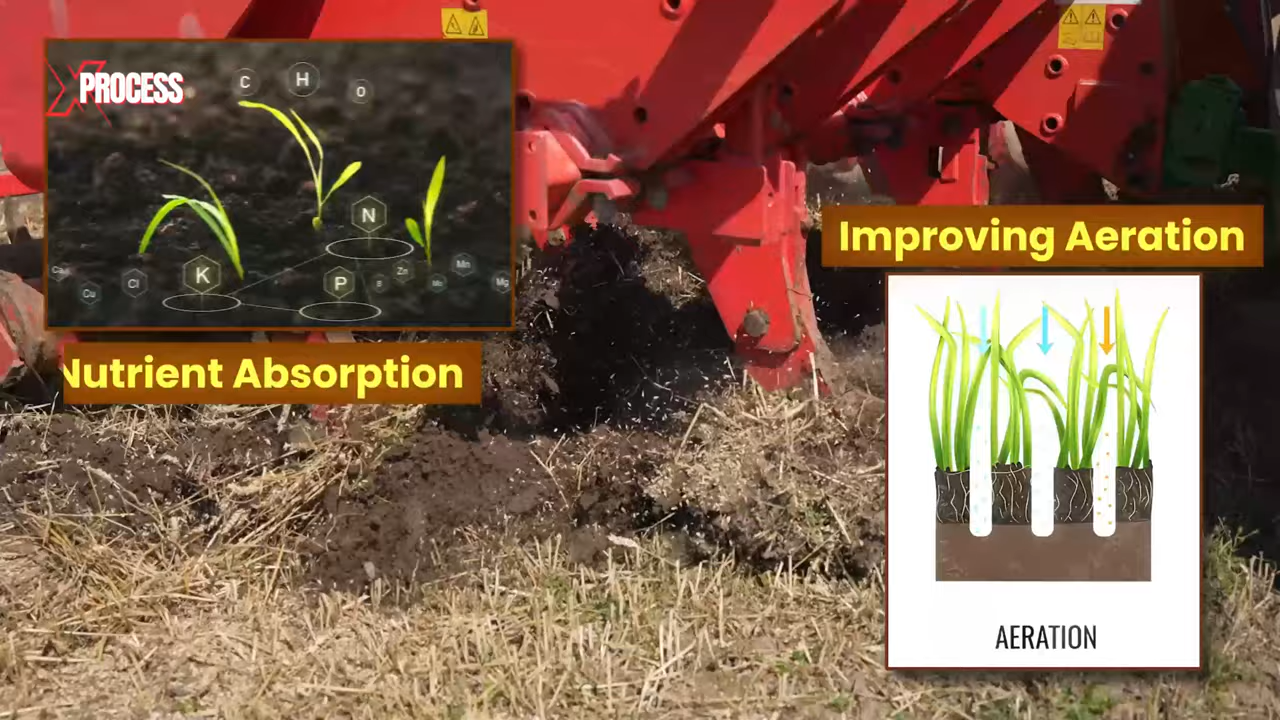 X PROCESS
C H O
N
K P
Cu Cl B Zn Mn Mg
Nutrient Absorption
Improving Aeration
AERATION